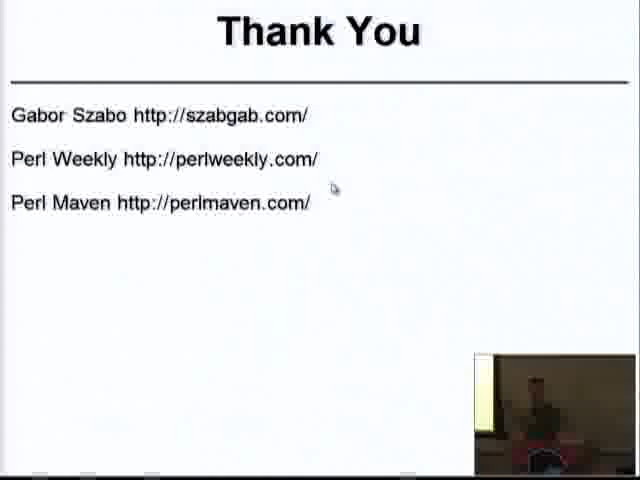 Thank You
Gabor Szabo http://szabgab.com/
Perl Weekly http://perlweekly.com/
Perl Maven http://perlmaven.com/